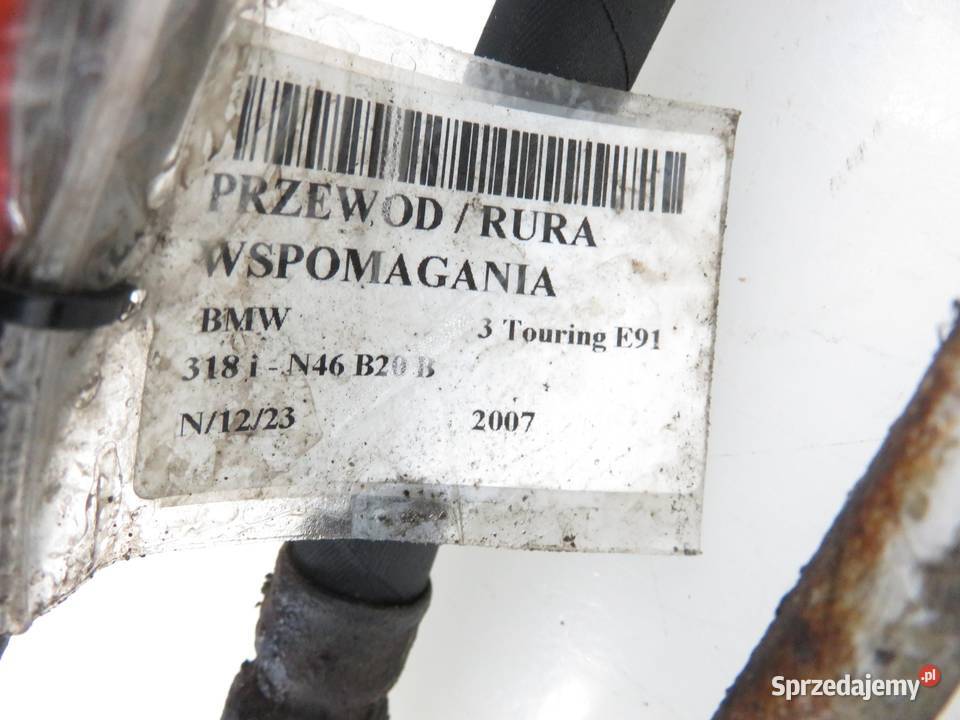 PRZEWOD / RURA
WSPOMAGANIA
BMW 3 Touring E91
318 i - N46 B20 B
N/12/23 2007
Sprzedajemy.pl